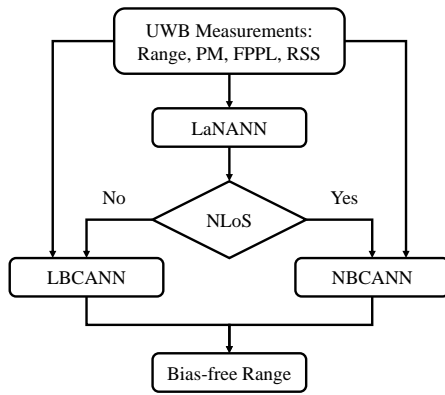 UWB Measurements:
Range, PM, FPPL, RSS
LaNANN
No
NLoS
Yes
LBCANN
NBCANN
Bias-free Range